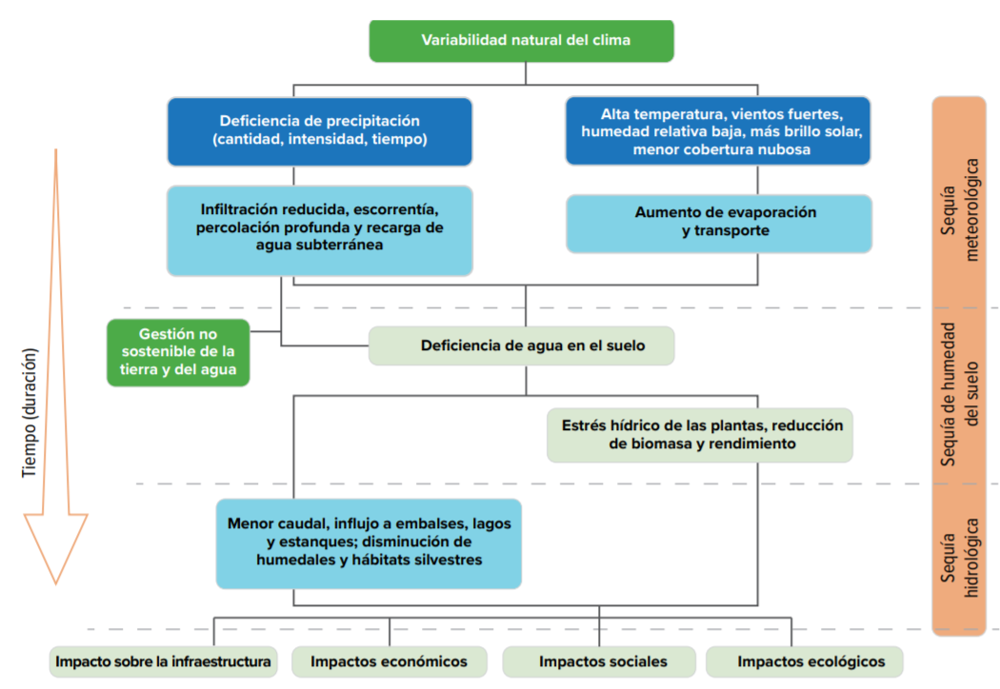 Variabilidad natural del clima
Deficiencia de precipitación
(cantidad, intensidad, tiempo)
Alta temperatura, vientos fuertes,
humedad relativa baja, más brillo solar,
menor cobertura nubosa
Infiltración reducida, escorrentía,
percolación profunda y recarga de
agua subterránea
Aumento de evaporación
y transporte
Sequía
meteorológica
Gestión no
sostenible de la
tierra y del agua
Deficiencia de agua en el suelo
Estrés hídrico de las plantas, reducción
de biomasa y rendimiento
Sequía de humedad
del suelo
Tiempo (duración)
Menor caudal, influjo a embalses, lagos
y estanques; disminución de
humedales y hábitats silvestres
Sequía
hidrológica
Impacto sobre la infraestructura
Impactos económicos
Impactos sociales
Impactos ecológicos